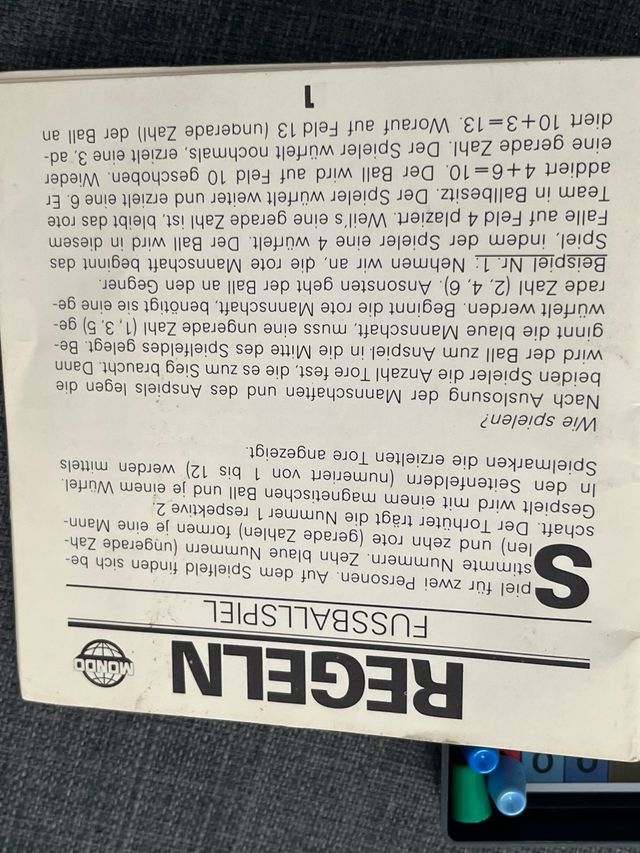 REGELN
MONDO
FUSSBALLSPIEL
Spiel für zwei Personen. Auf dem Spielfeld finden sich be-
stimmte Nummern. Zehn blaue Nummern (ungerade Zah-
len) und zehn rote (gerade Zahlen) formen je eine Mann-
schaft. Der Torhüter trägt die Nummer 1 respektive 2.
Gespielt wird mit einem magnetischen Ball und je einem Würfel.
In den Seitenfeldern (numeriert von 1 bis 12) werden mittels
Spielmarken die erzielten Tore angezeigt.
Wie spielen?
Nach Auslosung der Mannschaften und des Anspiels legen die
beiden Spieler die Anzahl Tore fest, die es zum Sieg braucht. Dann
wird der Ball zum Anspiel in die Mitte des Spielfeldes gelegt. Be-
ginnt die blaue Mannschaft, muss eine ungerade Zahl (1, 3, 5) ge-
würfelt werden. Beginnt die rote Mannschaft, benötigt sie eine ge-
rade Zahl (2, 4, 6). Ansonsten geht der Ball an den Gegner.
Beispiel Nr. 1: Nehmen wir an, die rote Mannschaft beginnt das
Spiel, indem der Spieler eine 4 würfelt. Der Ball wird in diesem
Falle auf Feld 4 plaziert. Weil's eine gerade Zahl ist, bleibt das rote
Team in Ballbesitz. Der Spieler würfelt weiter und erzielt eine 6. Er
addiert 4+6=10. Der Ball wird auf Feld 10 geschoben. Wieder
eine gerade Zahl. Der Spieler würfelt nochmals, erzielt eine 3, ad-
diert 10+3=13. Worauf auf Feld 13 (ungerade Zahl) der Ball an
1